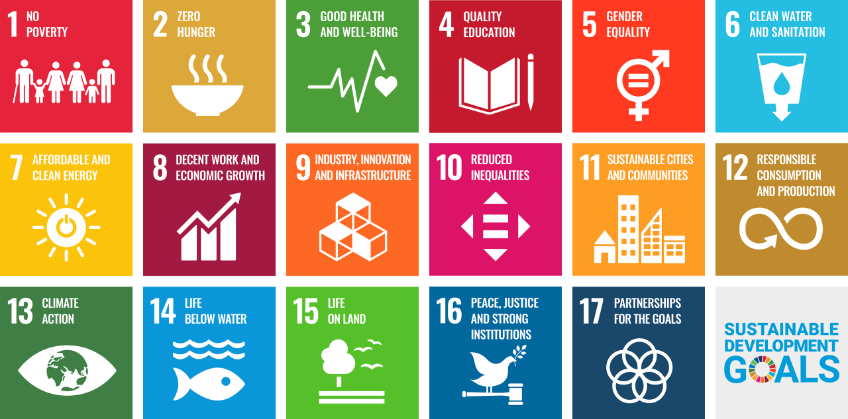 1 NO
POVERTY
2 ZERO
HUNGER
3 GOOD HEALTH
AND WELL-BEING
4 QUALITY
EDUCATION
5 GENDER
EQUALITY
6 CLEAN WATER
AND SANITATION
7 AFFORDABLE AND
CLEAN ENERGY
8 DECENT WORK AND
ECONOMIC GROWTH
9 INDUSTRY, INNOVATION
AND INFRASTRUCTURE
10 REDUCED
INEQUALITIES
11 SUSTAINABLE CITIES
AND COMMUNITIES
12 RESPONSIBLE
CONSUMPTION
AND PRODUCTION
13 CLIMATE
ACTION
14 LIFE
BELOW WATER
15 LIFE
ON LAND
16 PEACE, JUSTICE
AND STRONG
INSTITUTIONS
17 PARTNERSHIPS
FOR THE GOALS
SUSTAINABLE
DEVELOPMENT
GOALS